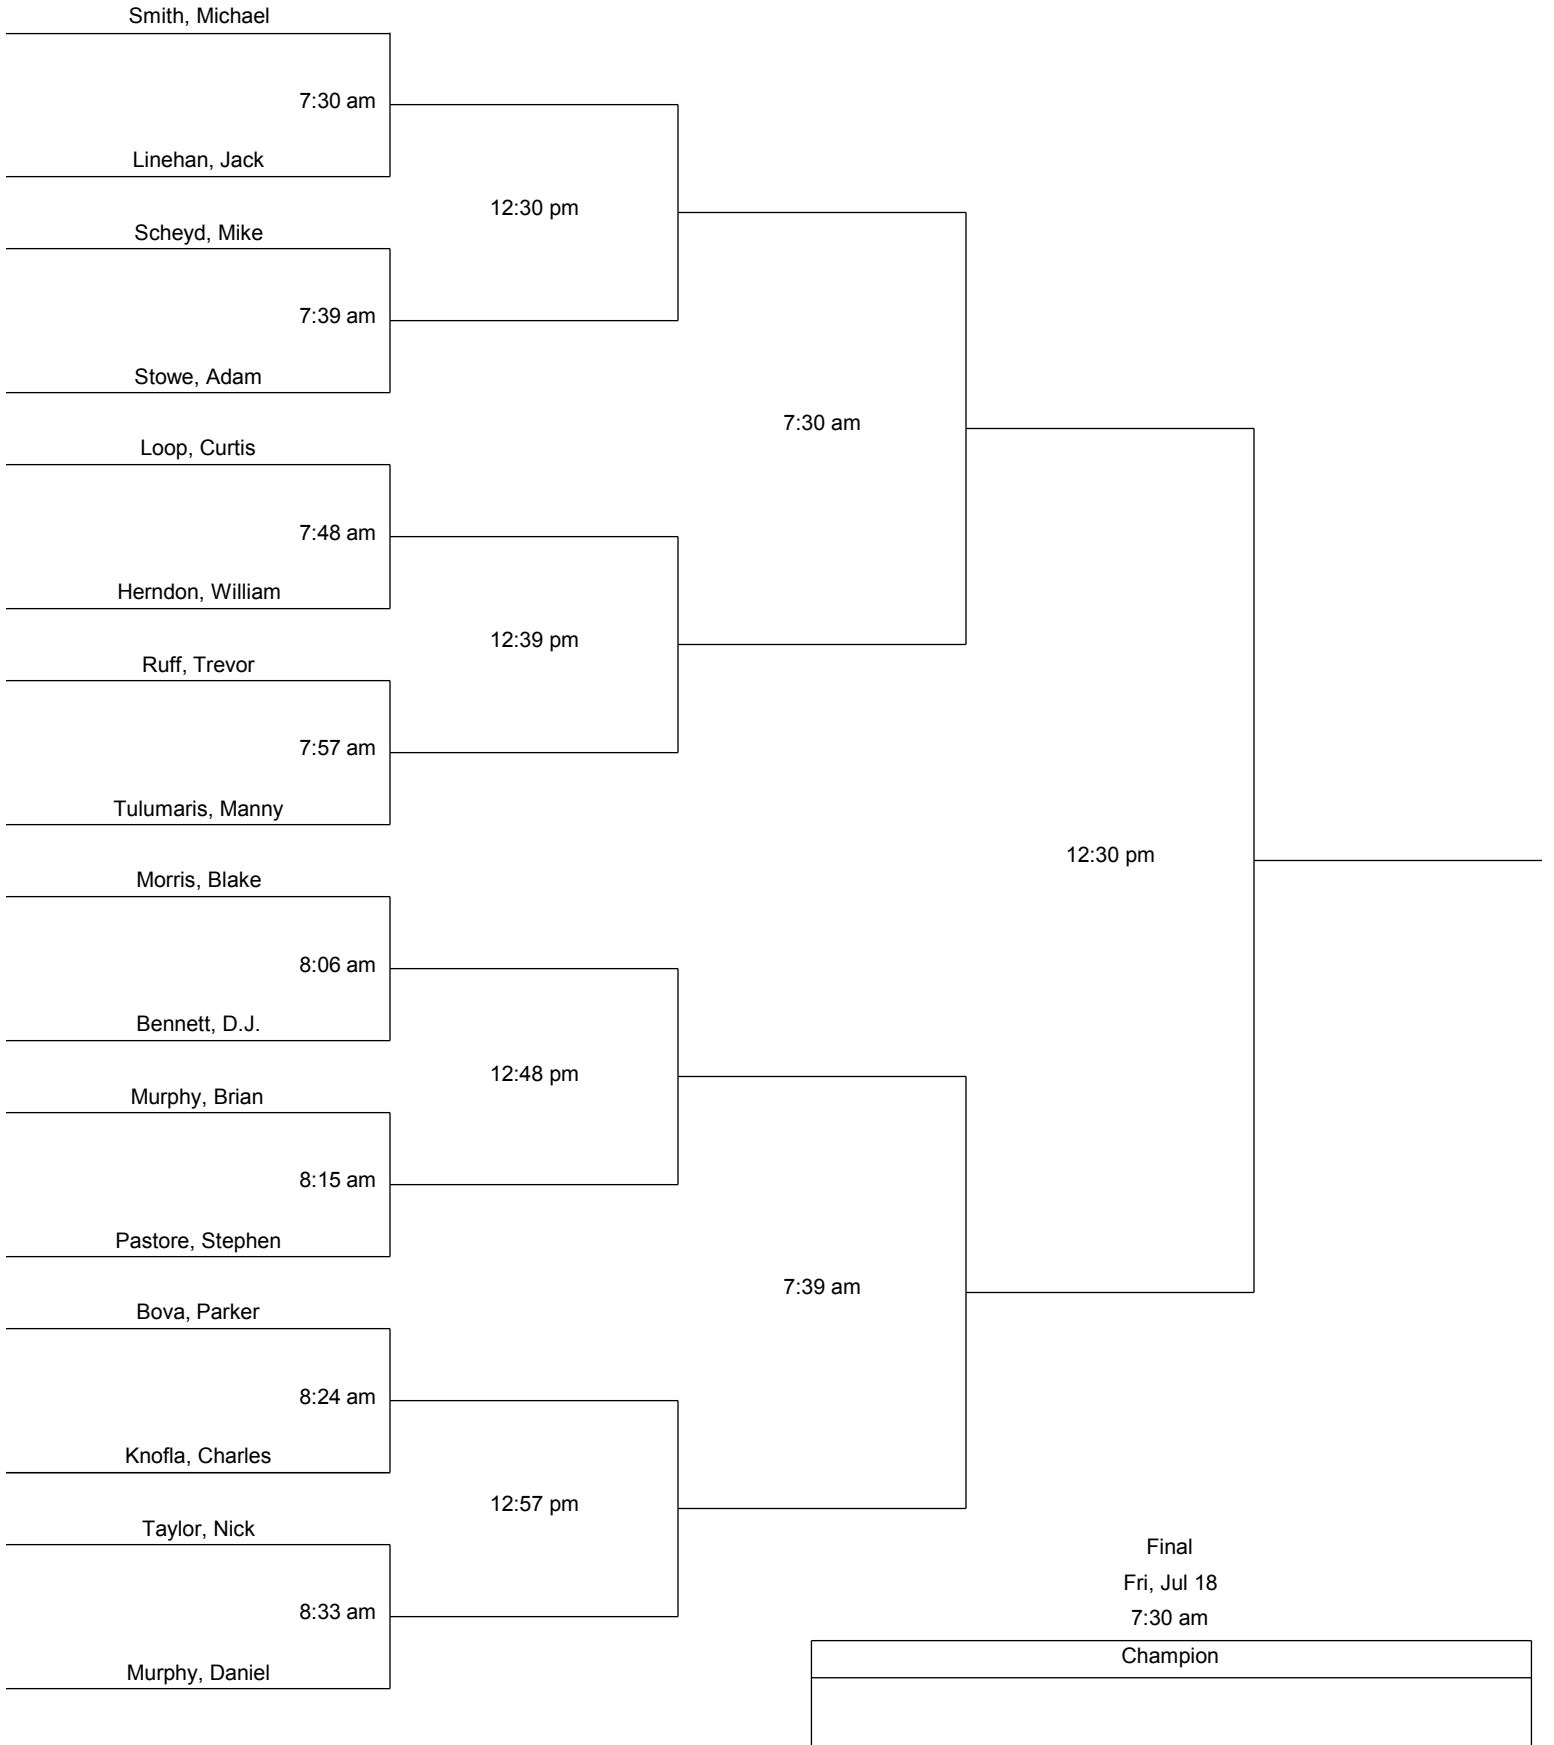 Smith, Michael
7:30 am
Linehan, Jack
12:30 pm
Scheyd, Mike
7:39 am
Stowe, Adam
7:30 am
Loop, Curtis
7:48 am
Herndon, William
12:39 pm
Ruff, Trevor
7:57 am
Tulumaris, Manny
12:30 pm
Morris, Blake
8:06 am
Bennett, D.J.
12:48 pm
Murphy, Brian
8:15 am
Pastore, Stephen
7:39 am
Bova, Parker
8:24 am
Knofla, Charles
12:57 pm
Taylor, Nick
8:33 am
Murphy, Daniel
Final
Fri, Jul 18
7:30 am
Champion